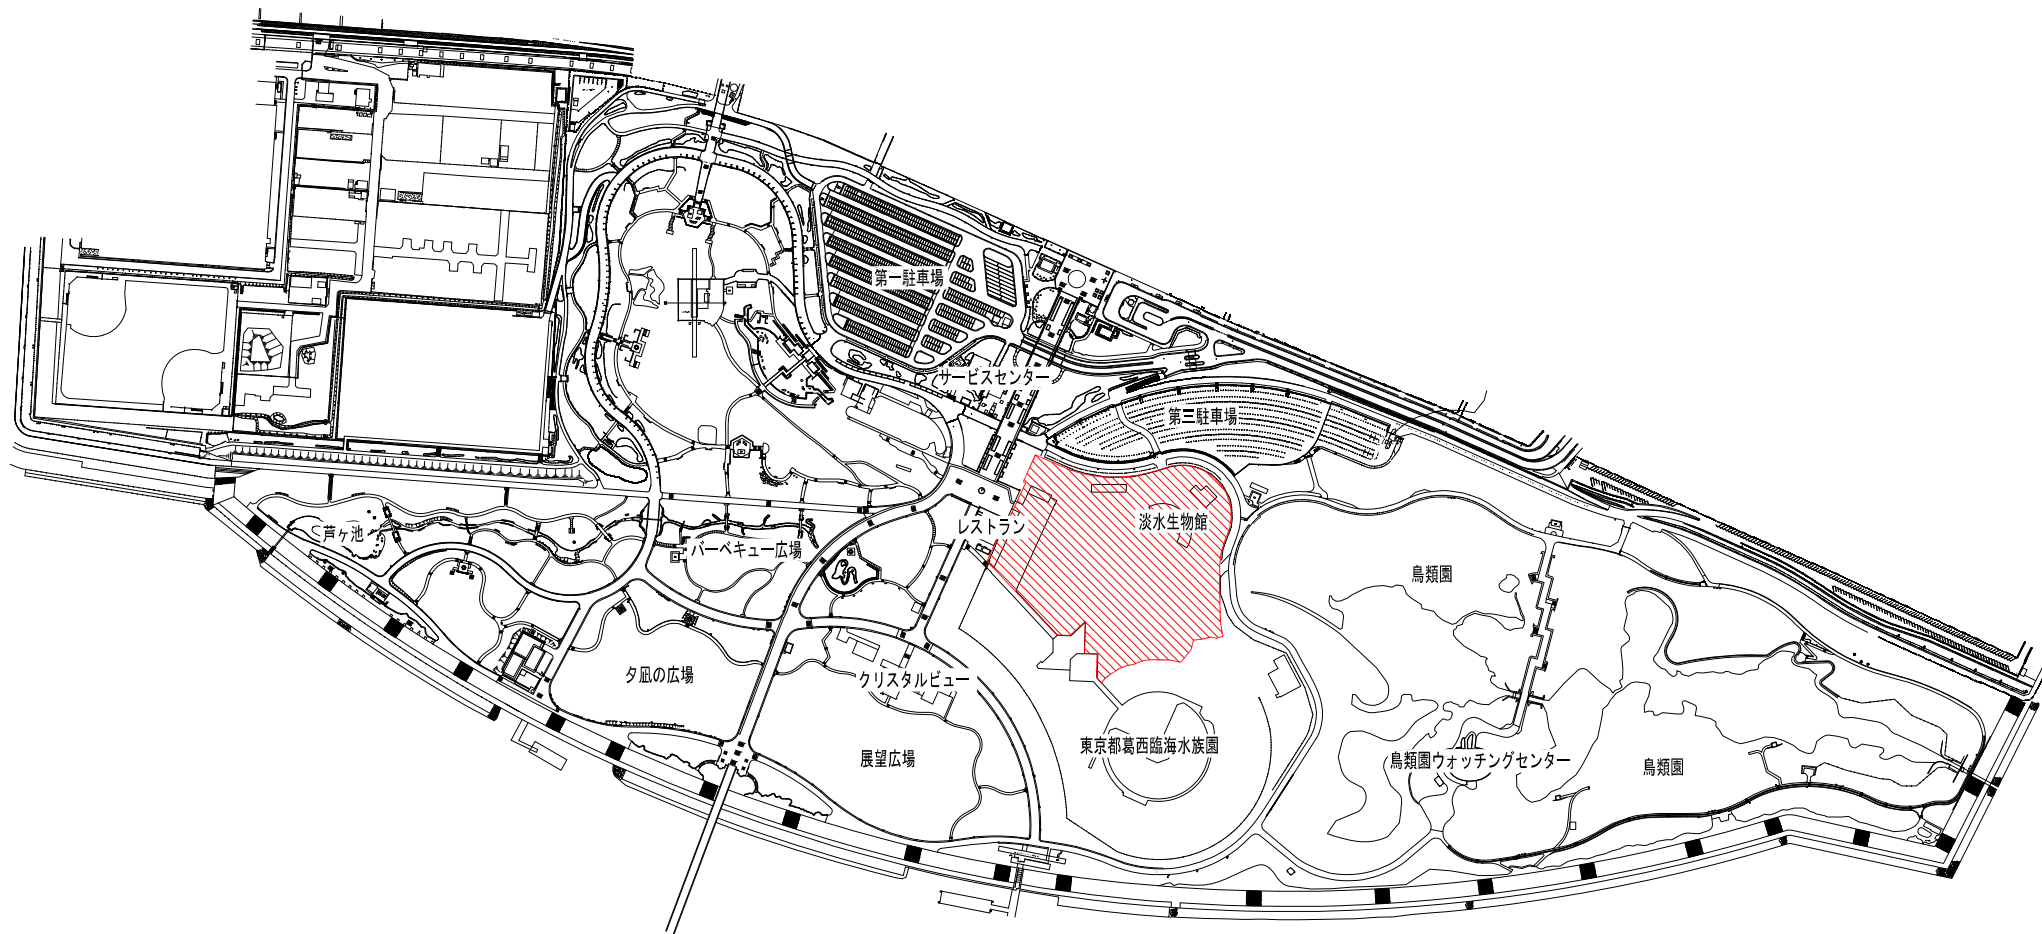 第一駐車場
サービスセンター
第三駐車場
淡水生物館
レストラン
芦ヶ池
バーベキュー広場
鳥類園
夕凪の広場
クリスタルビュー
東京都葛西臨海水族園
展望広場
鳥類園ウォッチングセンター
鳥類園